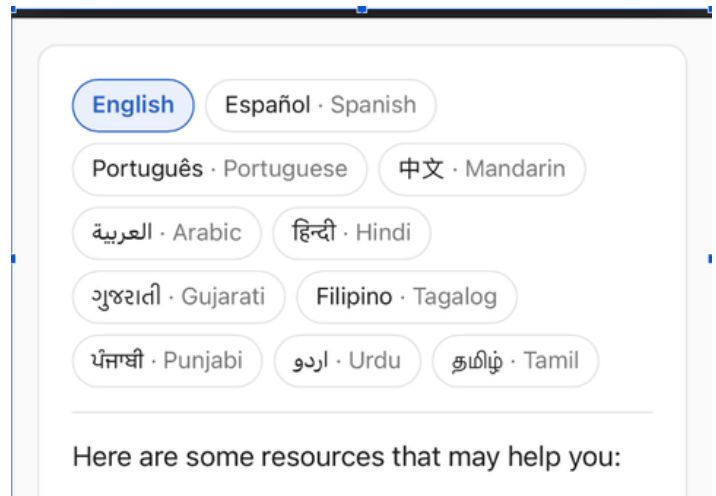 English Español · Spanish
Português · Portuguese 中文 · Mandarin
العربية · Arabic हिन्दी · Hindi
ગુજરાતી · Gujarati Filipino · Tagalog
ਪੰਜਾਬੀ · Punjabi اردو · Urdu தமிழ் · Tamil
Here are some resources that may help you: